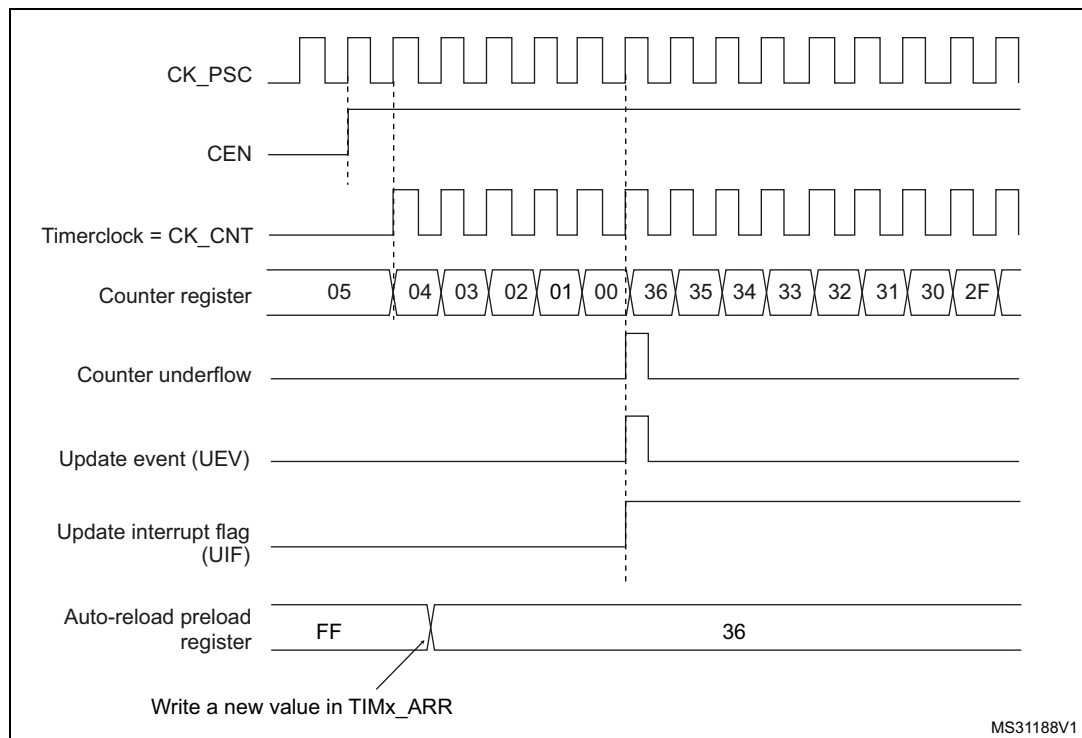 CK_PSC
CEN
Timerclock = CK_CNT
Counter register
05 04 03 02 01 00 36 35 34 33 32 31 30 2F
Counter underflow
Update event (UEV)
Update interrupt flag
(UIF)
Auto-reload preload
register
FF 36
Write a new value in TIMx_ARR
MS31188V1